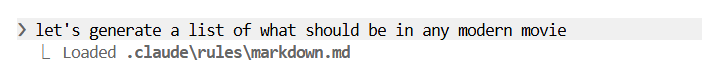 ❯ let's generate a list of what should be in any modern movie
⎿ Loaded .claude\rules\markdown.md